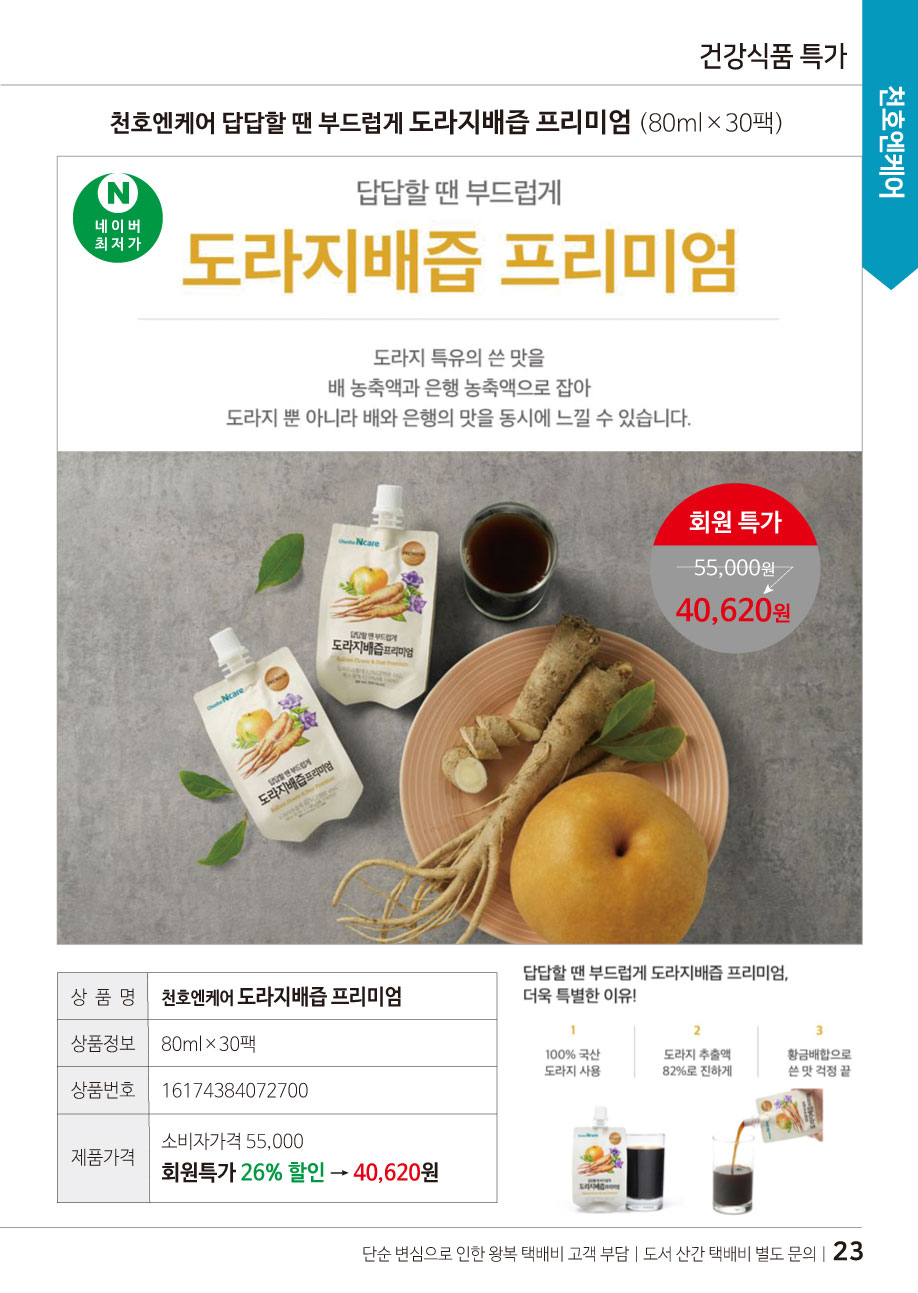 건강식품 특가
천호엔케어
천호엔케어 답답할 땐 부드럽게 도라지배즙 프리미엄 (80ml×30팩)
N
네이버
최저가
답답할 땐 부드럽게
도라지배즙 프리미엄
도라지 특유의 쓴 맛을
배 농축액과 은행 농축액으로 잡아
도라지 뿐 아니라 배와 은행의 맛을 동시에 느낄 수 있습니다.
회원 특가
55,000원
40,620원
Chunho Ncare
PREMIUM
답답할 땐 부드럽게
도라지배즙프리미엄
Chunho Ncare
PREMIUM
답답할 땐 부드럽게
도라지배즙프리미엄
상 품 명
천호엔케어 도라지배즙 프리미엄
상품정보
80ml×30팩
상품번호
16174384072700
제품가격
소비자가격 55,000
회원특가 26% 할인 → 40,620원
답답할 땐 부드럽게 도라지배즙 프리미엄,
더욱 특별한 이유!
1
100% 국산
도라지 사용
2
도라지 추출액
82%로 진하게
3
황금배합으로
쓴 맛 걱정 끝
도라지배즙프리미엄
단순 변심으로 인한 왕복 택배비 고객 부담 | 도서 산간 택배비 별도 문의 | 23